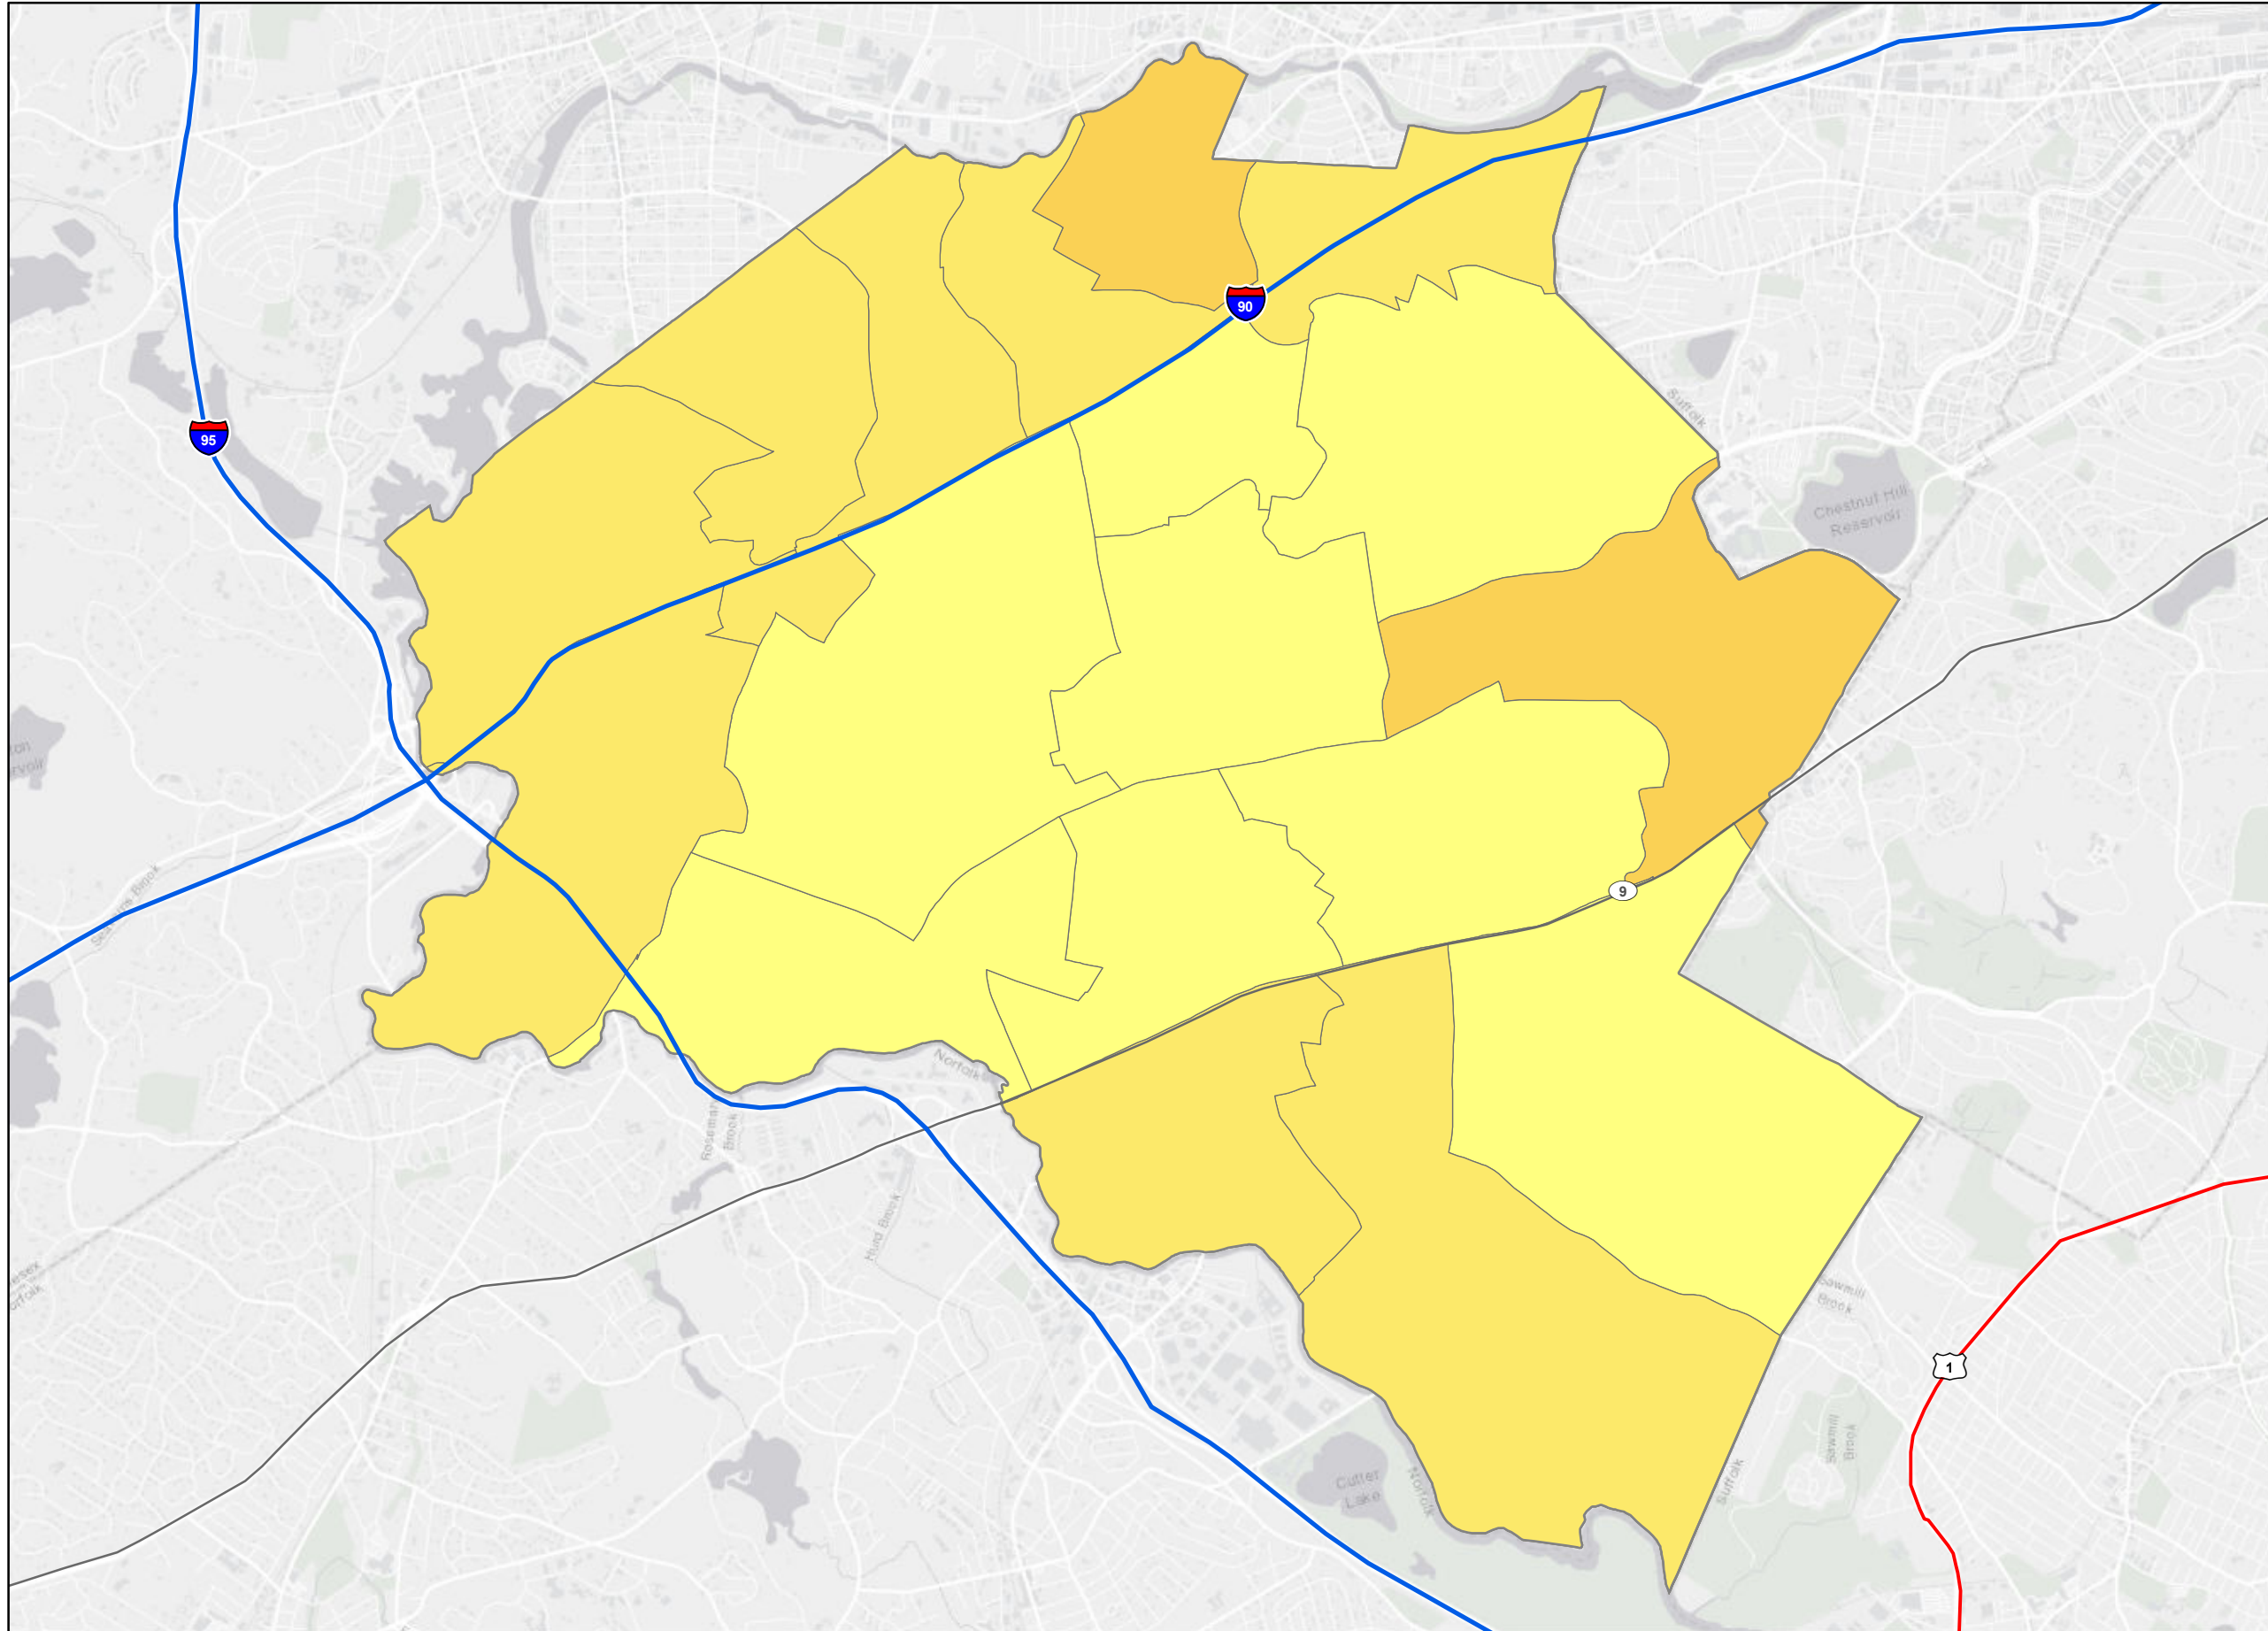 90
95
Suffolk
Chestnut Hill
Reservoir
9
Norfolk
Rosemary
Brook
Hurd Brook
Sawmill
Brook
1
Cutter
Lake
Norfolk
Suffolk
Sawmill
Brook